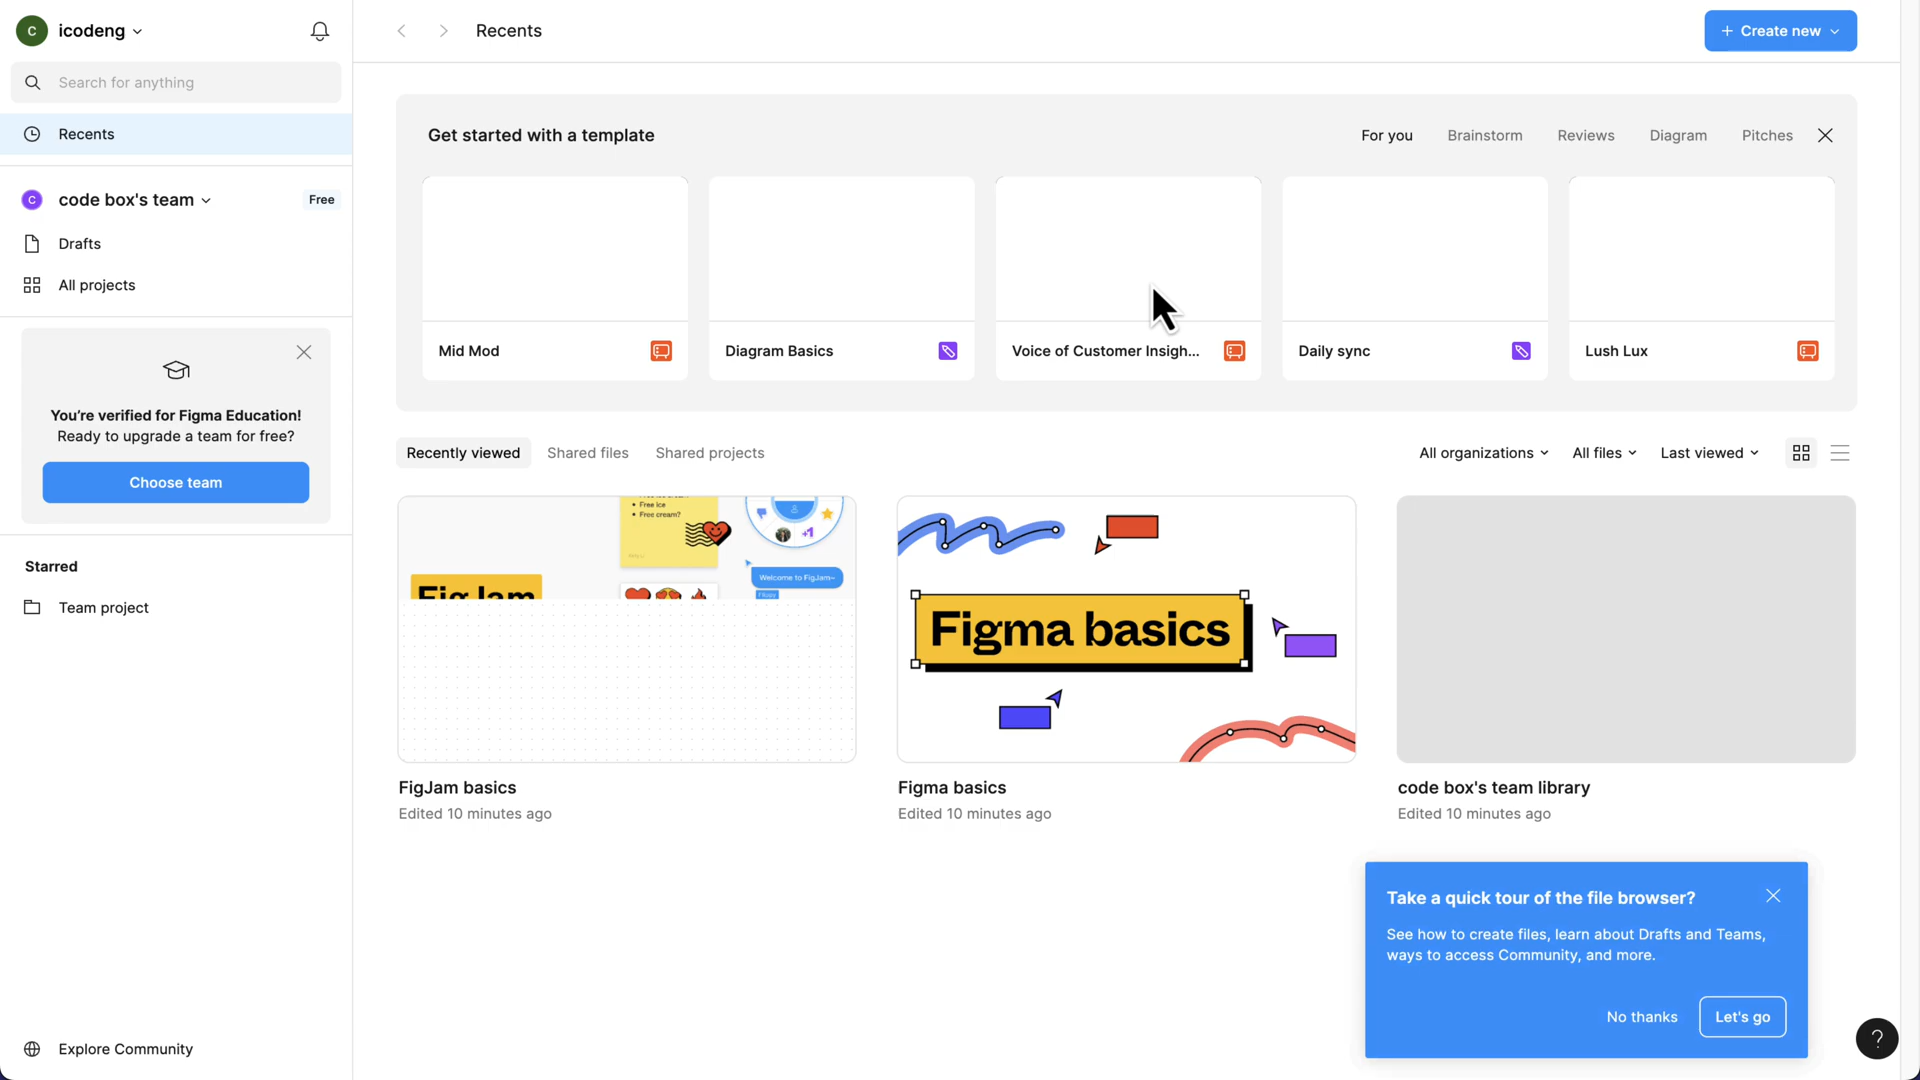 C icodeng
Search for anything
Recents
C code box's team
Free
Drafts
All projects
You're verified for Figma Education!
Ready to upgrade a team for free?
Choose team
Starred
Team project
Explore Community
Recents
+ Create new
Get started with a template
For you Brainstorm Reviews Diagram Pitches
Mid Mod
Diagram Basics
Voice of Customer Insigh...
Daily sync
Lush Lux
Recently viewed Shared files Shared projects
All organizations All files Last viewed
Free ice
Free cream?
+1
Welcome to FigJam~
FigJam
Figma basics
FigJam basics
Edited 10 minutes ago
Figma basics
Edited 10 minutes ago
code box's team library
Edited 10 minutes ago
Take a quick tour of the file browser?
See how to create files, learn about Drafts and Teams,
ways to access Community, and more.
No thanks Let's go
?